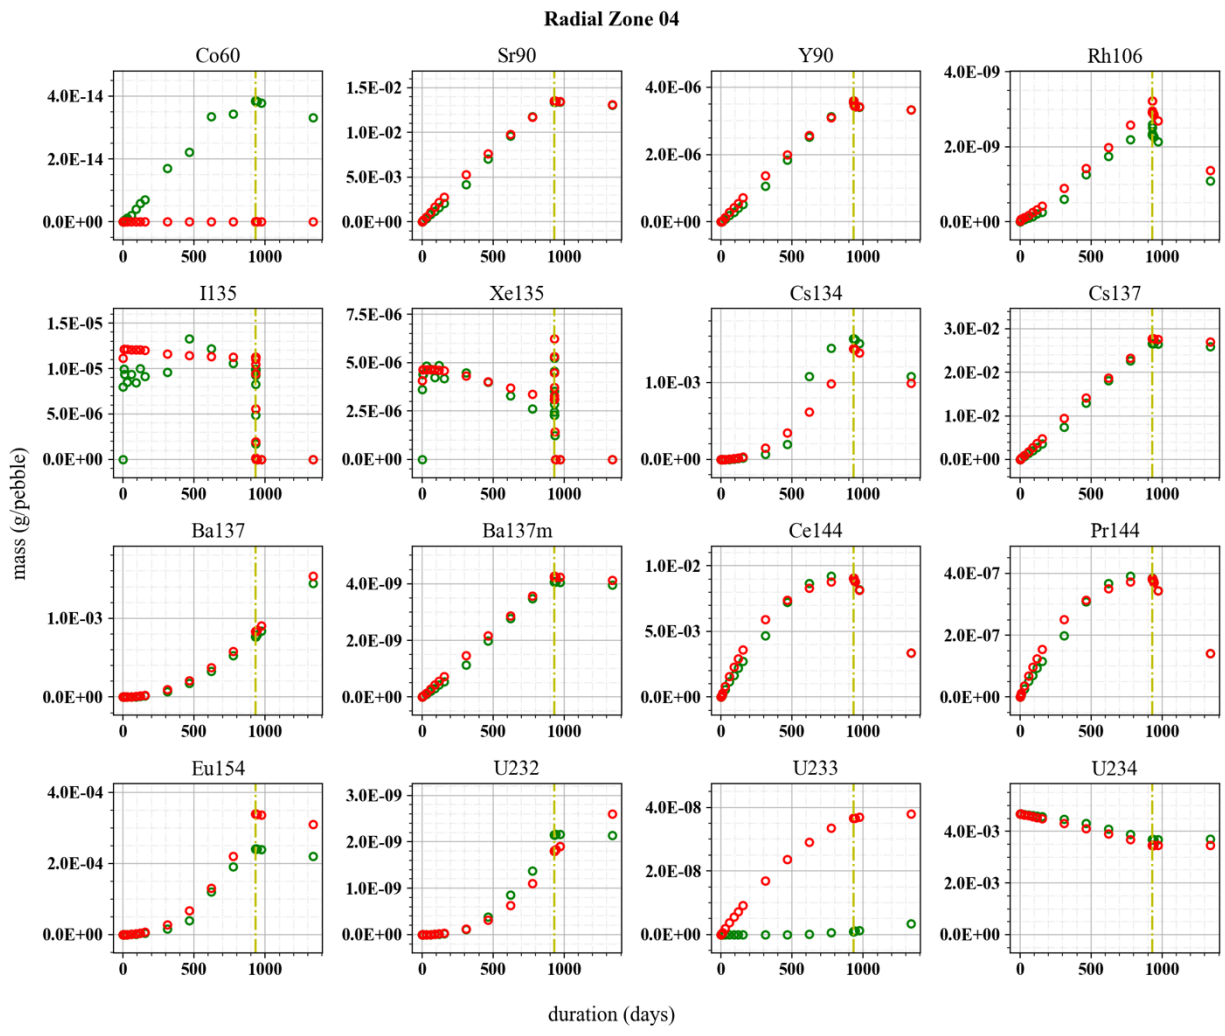 Radial Zone 04
Co60
Sr90
Y90
Rh106
4.0E-14
2.0E-14
0.0E+00
0
500
1000
1.5E-02
1.0E-02
5.0E-03
0.0E+00
0
500
1000
4.0E-06
2.0E-06
0.0E+00
0
500
1000
4.0E-09
2.0E-09
0.0E+00
0
500
1000
I135
Xe135
Cs134
Cs137
1.5E-05
1.0E-05
5.0E-06
0.0E+00
0
500
1000
7.5E-06
5.0E-06
2.5E-06
0.0E+00
0
500
1000
1.0E-03
0.0E+00
0
500
1000
3.0E-02
2.0E-02
1.0E-02
0.0E+00
0
500
1000
mass (g/pebble)
Ba137
Ba137m
Ce144
Pr144
1.0E-03
0.0E+00
0
500
1000
4.0E-09
2.0E-09
0.0E+00
0
500
1000
1.0E-02
5.0E-03
0.0E+00
0
500
1000
4.0E-07
2.0E-07
0.0E+00
0
500
1000
Eu154
U232
U233
U234
4.0E-04
2.0E-04
0.0E+00
0
500
1000
3.0E-09
2.0E-09
1.0E-09
0.0E+00
0
500
1000
4.0E-08
2.0E-08
0.0E+00
0
500
1000
4.0E-03
2.0E-03
0.0E+00
0
500
1000
duration (days)